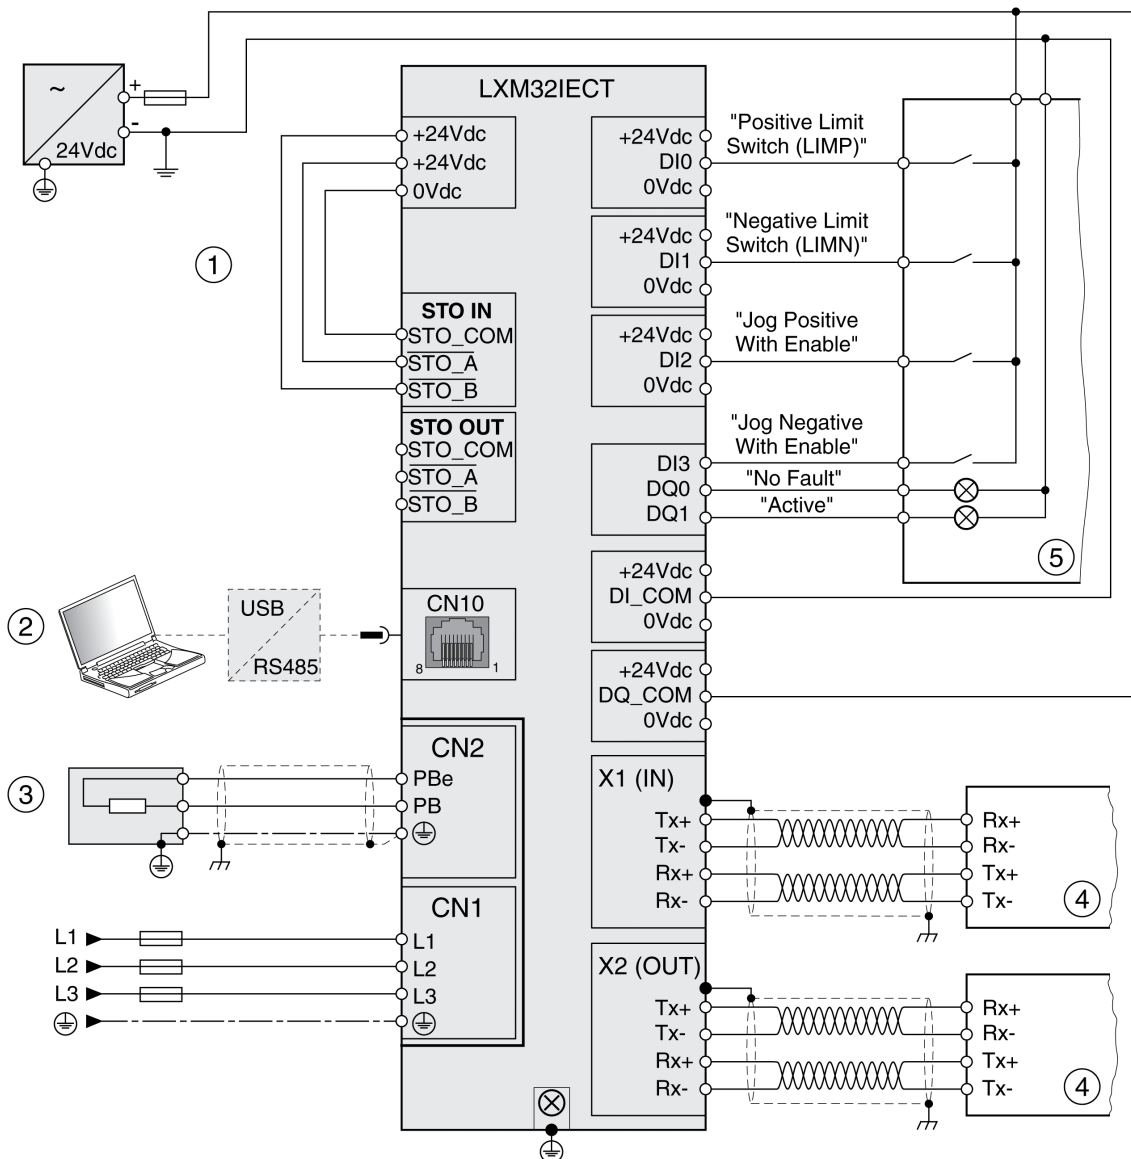 +
-
~
24Vdc
LXM32IECT
+24Vdc
+24Vdc
0Vdc
1
STO IN
STO_COM
STO_A
STO_B
STO OUT
STO_COM
STO_A
STO_B
2
USB
RS485
CN10
8
1
3
CN2
PBe
PB
CN1
L1
L2
L3
L1
L2
L3
+24Vdc
DI0
0Vdc
"Positive Limit
Switch (LIMP)"
+24Vdc
DI1
0Vdc
"Negative Limit
Switch (LIMN)"
+24Vdc
DI2
0Vdc
"Jog Positive
With Enable"
DI3
DQ0
DQ1
"Jog Negative
With Enable"
"No Fault"
"Active"
5
+24Vdc
DI_COM
0Vdc
+24Vdc
DQ_COM
0Vdc
X1 (IN)
Tx+
Tx-
Rx+
Rx-
Rx+
Rx-
Tx+
Tx-
4
X2 (OUT)
Tx+
Tx-
Rx+
Rx-
Rx+
Rx-
Tx+
Tx-
4